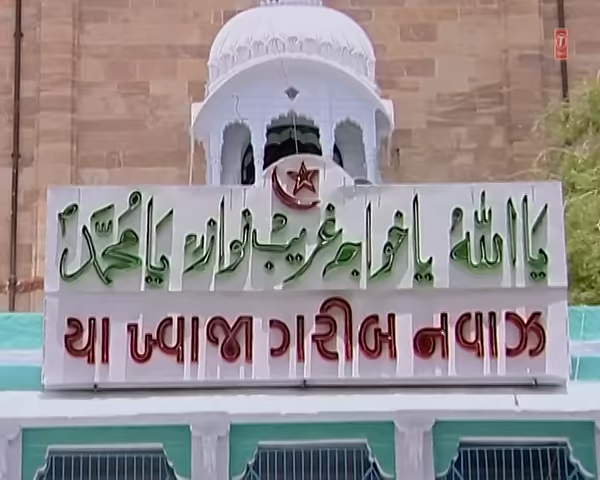 یا اللہ یا خواجہ غریب نواز یا محمد
યા ખ્વાજા ગરીબ નવાઝ